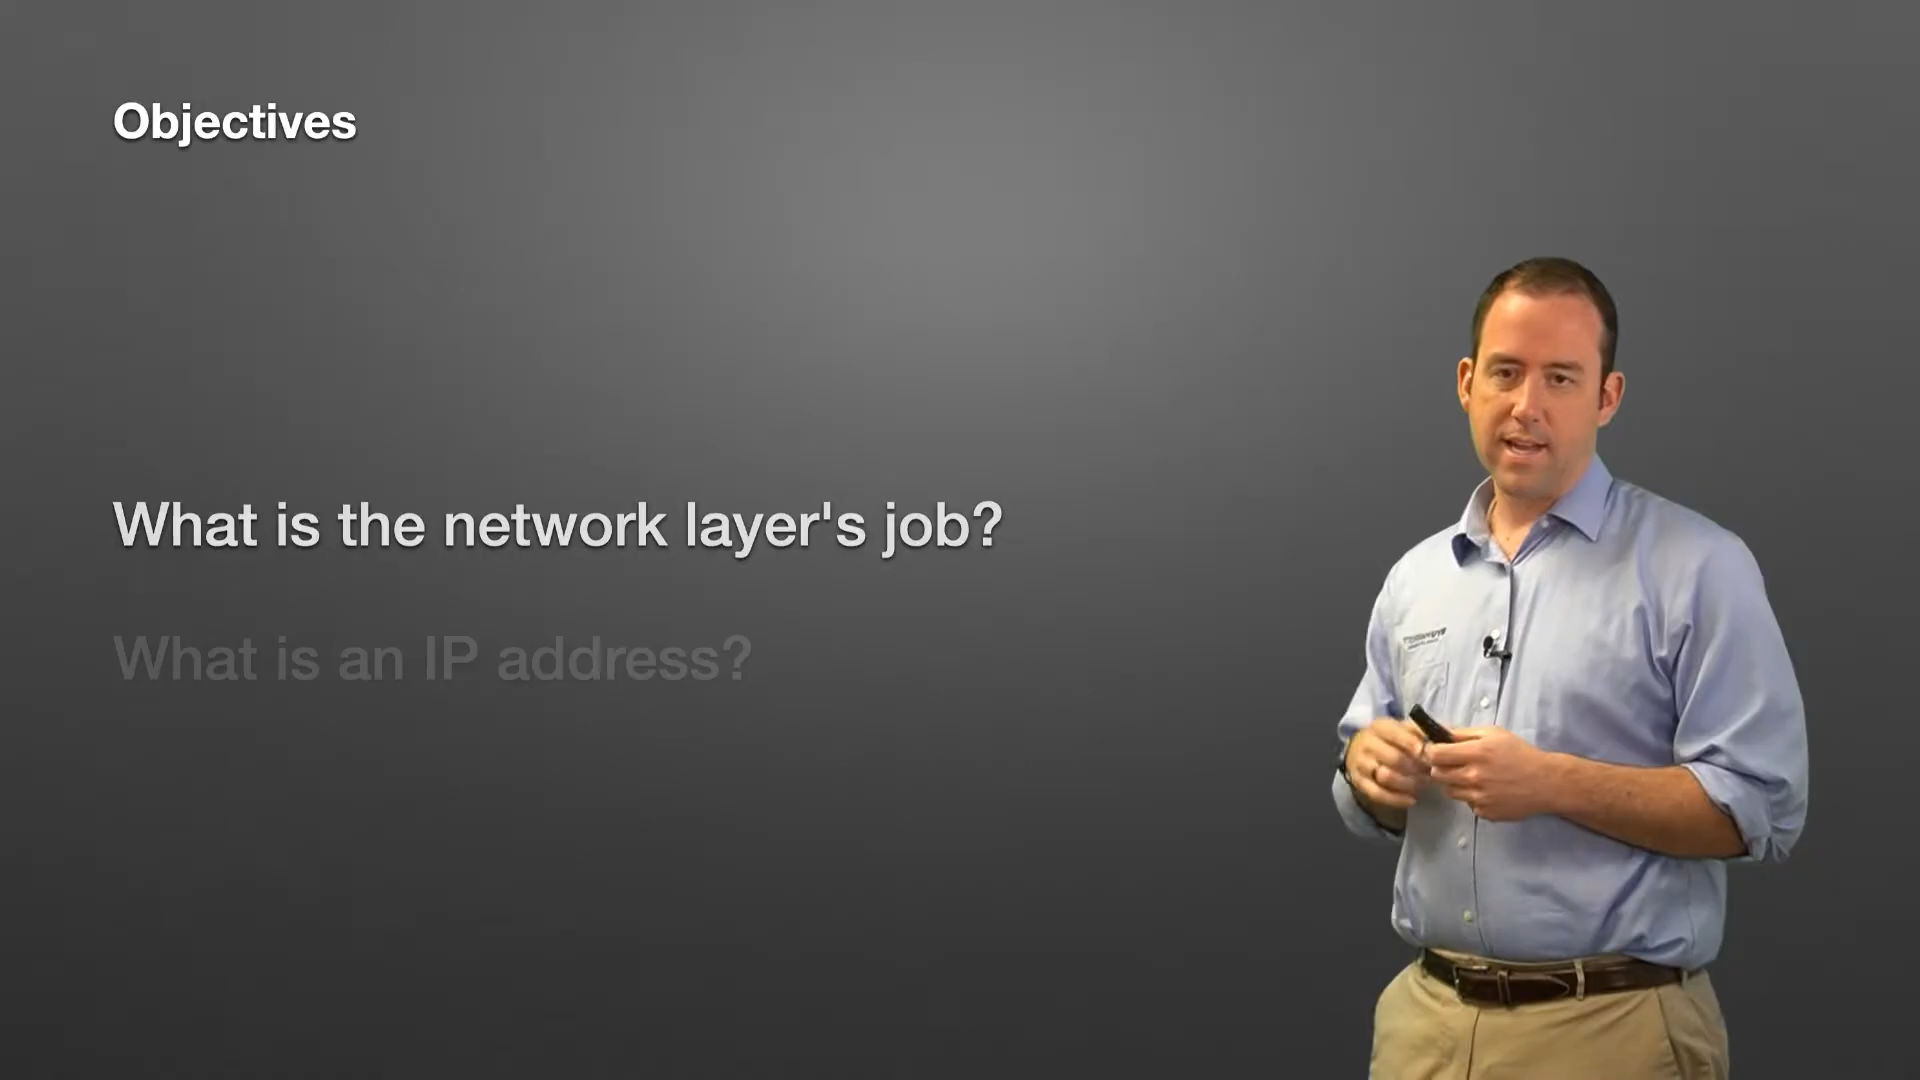 Objectives
What is the network layer's job?
What is an IP address?